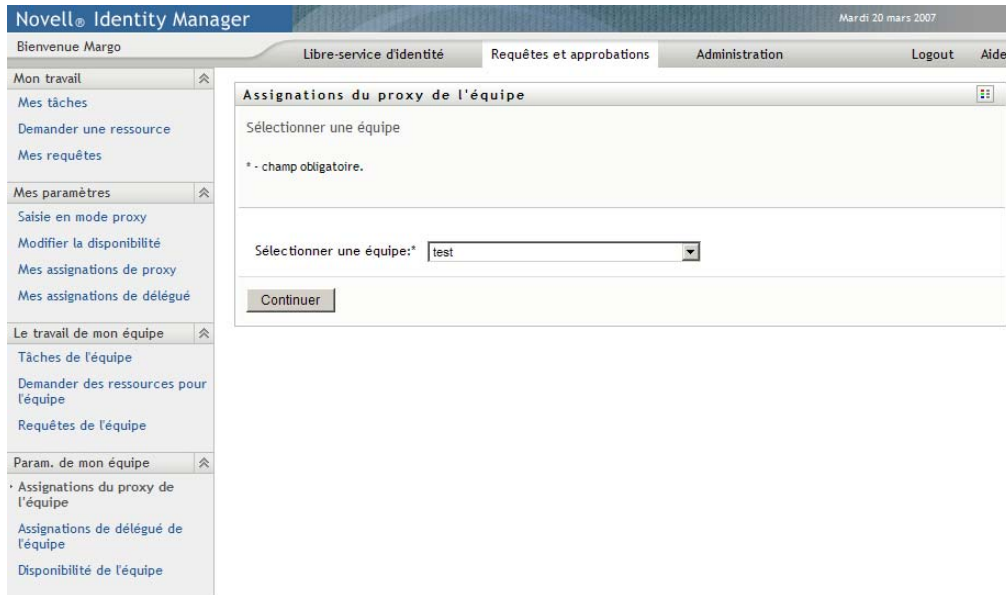 Novell® Identity Manager
Mardi 20 mars 2007
Bienvenue Margo
Libre-service d'identité
Requêtes et approbations
Administration
Logout
Aide
Mon travail
Mes tâches
Demander une ressource
Mes requêtes
Mes paramètres
Saisie en mode proxy
Modifier la disponibilité
Mes assignations de proxy
Mes assignations de délégué
Le travail de mon équipe
Tâches de l'équipe
Demander des ressources pour
l'équipe
Requêtes de l'équipe
Param. de mon équipe
Assignations du proxy de
l'équipe
Assignations de délégué de
l'équipe
Disponibilité de l'équipe
Assignations du proxy de l'équipe
Sélectionner une équipe
* - champ obligatoire.
Sélectionner une équipe:* test
Continuer